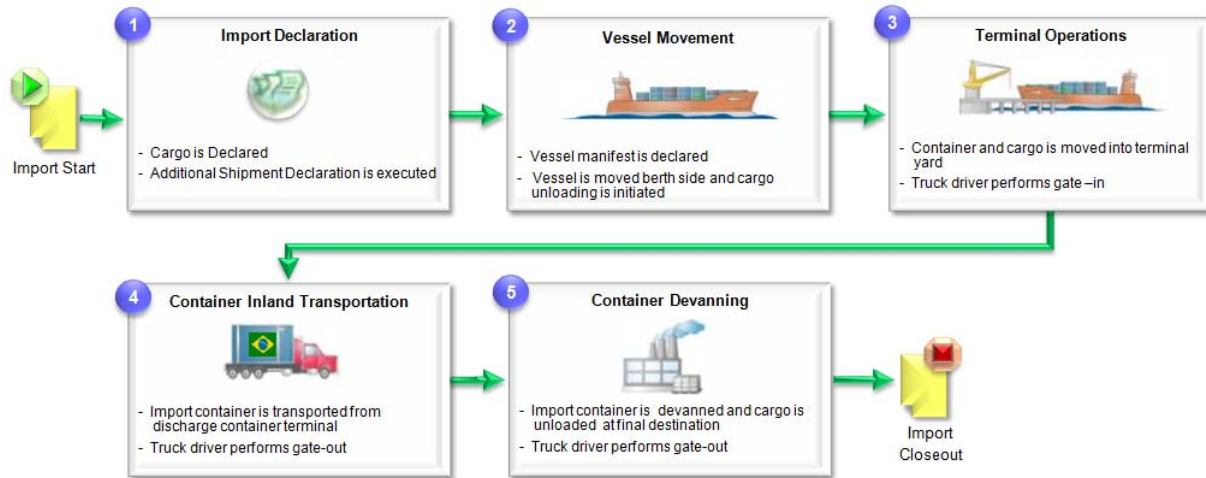 1
Import Declaration
- Cargo is Declared
- Additional Shipment Declaration is executed
2
Vessel Movement
- Vessel manifest is declared
- Vessel is moved berth side and cargo
unloading is initiated
3
Terminal Operations
- Container and cargo is moved into terminal
yard
- Truck driver performs gate –in
Import Start
4
Container Inland Transportation
- Import container is transported from
discharge container terminal
- Truck driver performs gate-out
5
Container Devanning
- Import container is devanned and cargo is
unloaded at final destination
- Truck driver performs gate-out
Import
Closeout